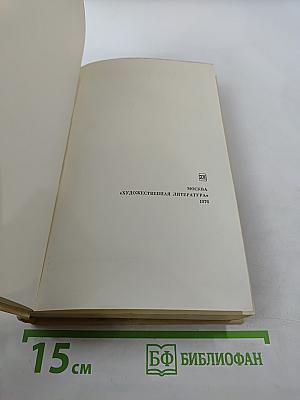 МОСКВА
«ХУДОЖЕСТВЕННАЯ ЛИТЕРАТУРА»
1976
15 см
БФ БИБЛИОФАН